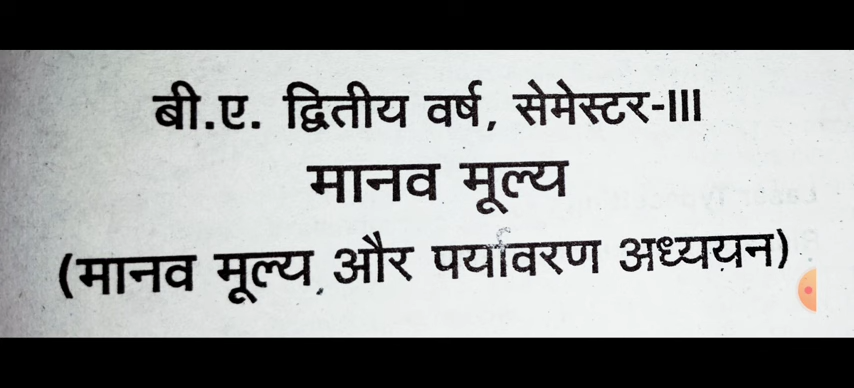 बी.ए. द्वितीय वर्ष, सेमेस्टर-III
मानव मूल्य
(मानव मूल्य और पर्यावरण अध्ययन)